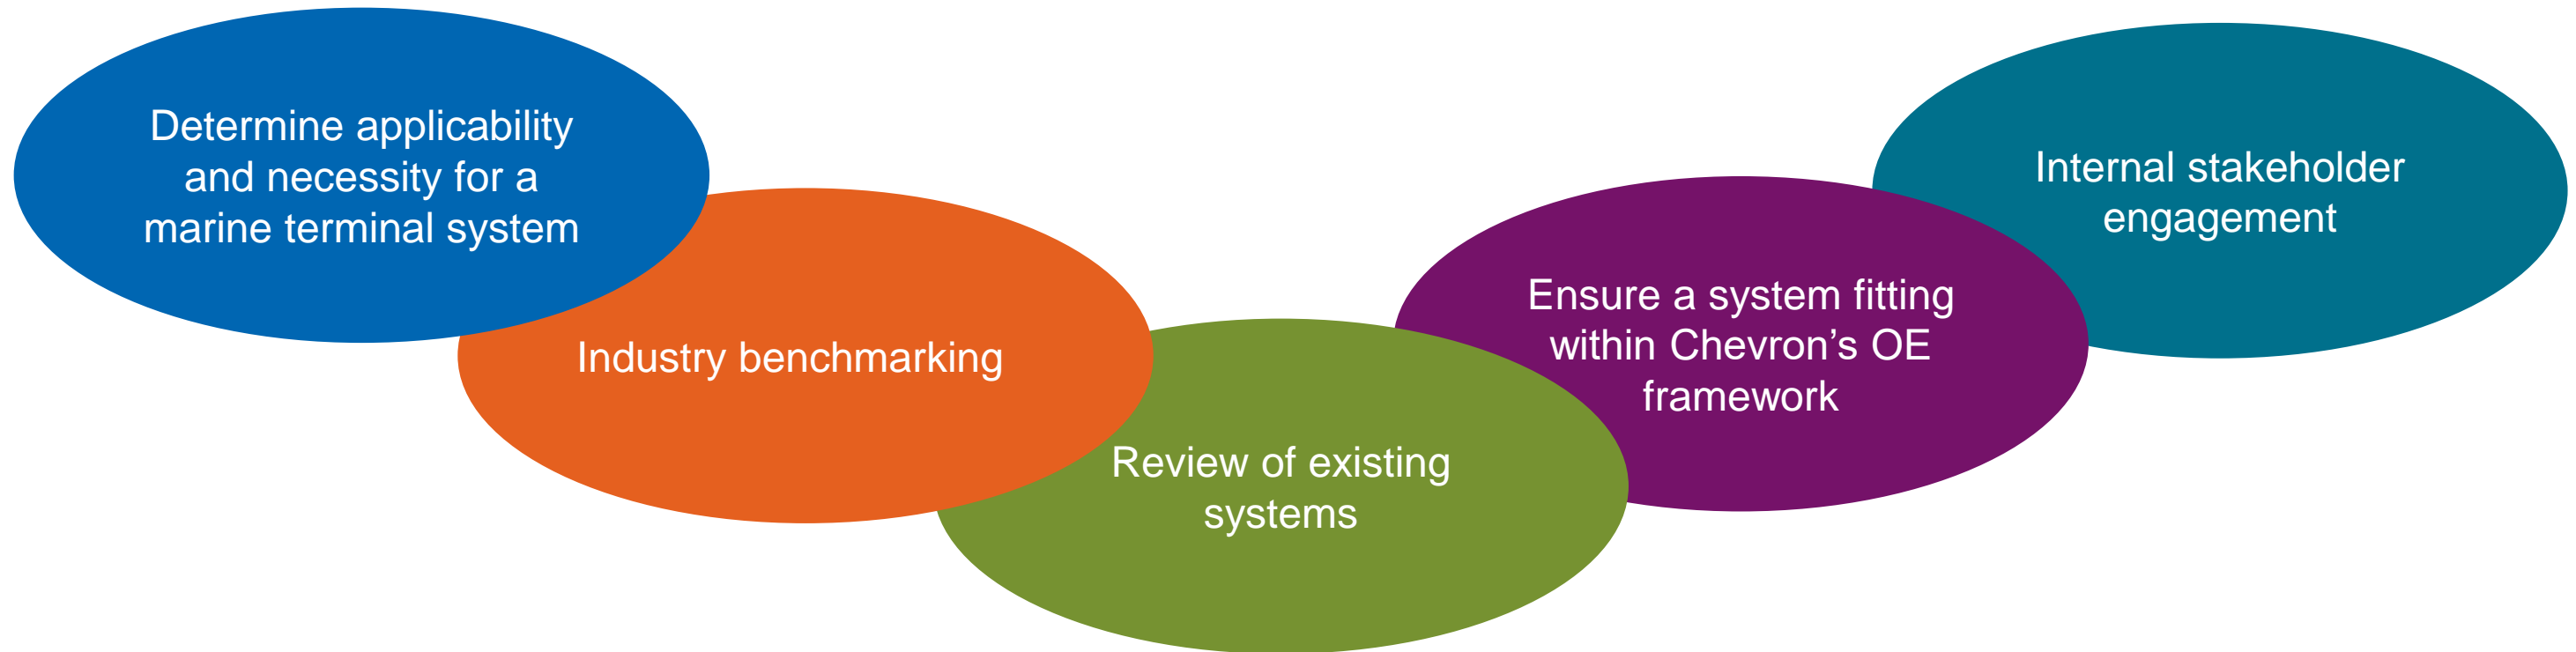 Determine applicability
and necessity for a
marine terminal system
Industry benchmarking
Review of existing
systems
Ensure a system fitting
within Chevron’s OE
framework
Internal stakeholder
engagement